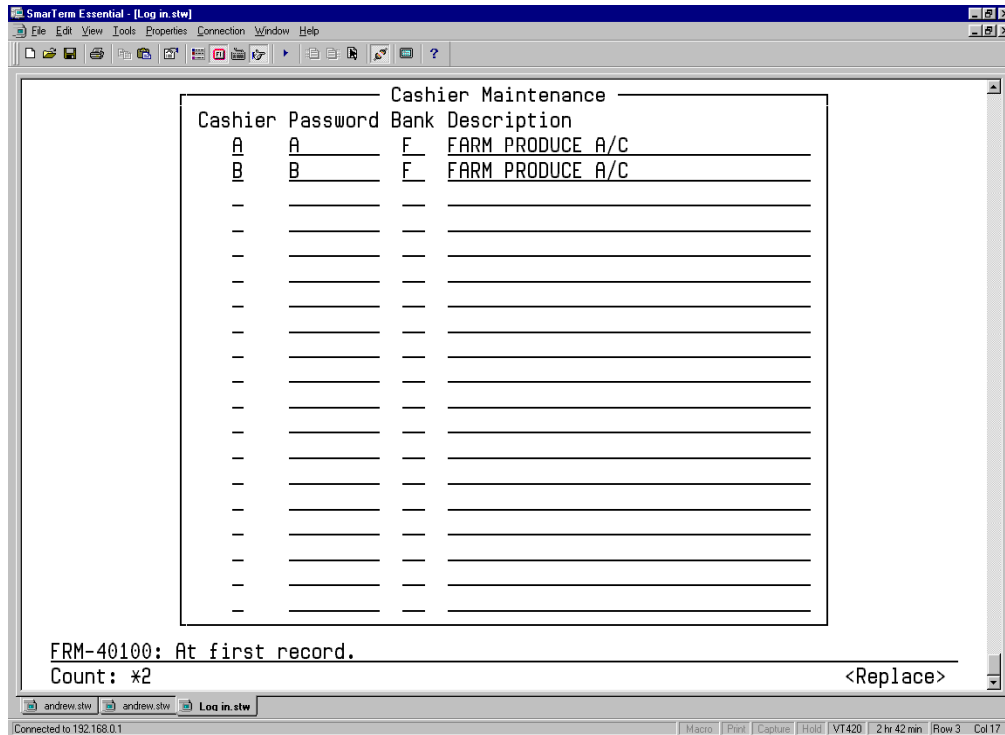 SmarTerm Essential - [Log in.stw]
File Edit View Tools Properties Connection Window Help
Cashier Maintenance
Cashier Password Bank Description
A A F FARM PRODUCE A/C
B B F FARM PRODUCE A/C
FRM-40100: At first record.
Count: *2 <Replace>
andrew.stw andrew.stw Log in.stw
Connected to 192.168.0.1 Macro Print Capture Hold VT420 2 hr 42 min Row 3 Col 17